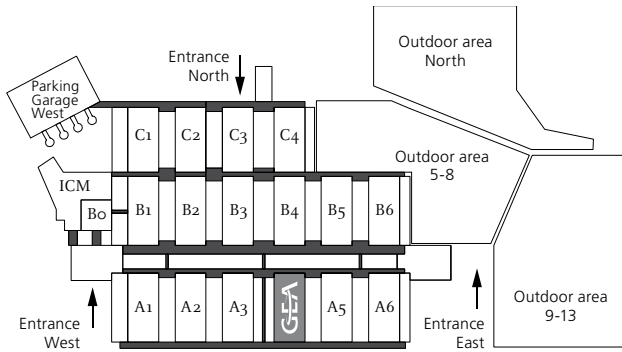 Outdoor area
North
Entrance
North
Parking
Garage
West
C1 C2 C3 C4
Outdoor area
5-8
ICM
B0 B1 B2 B3 B4 B5 B6
A1 A2 A3 GEA A5 A6
Outdoor area
9-13
Entrance
West
Entrance
East